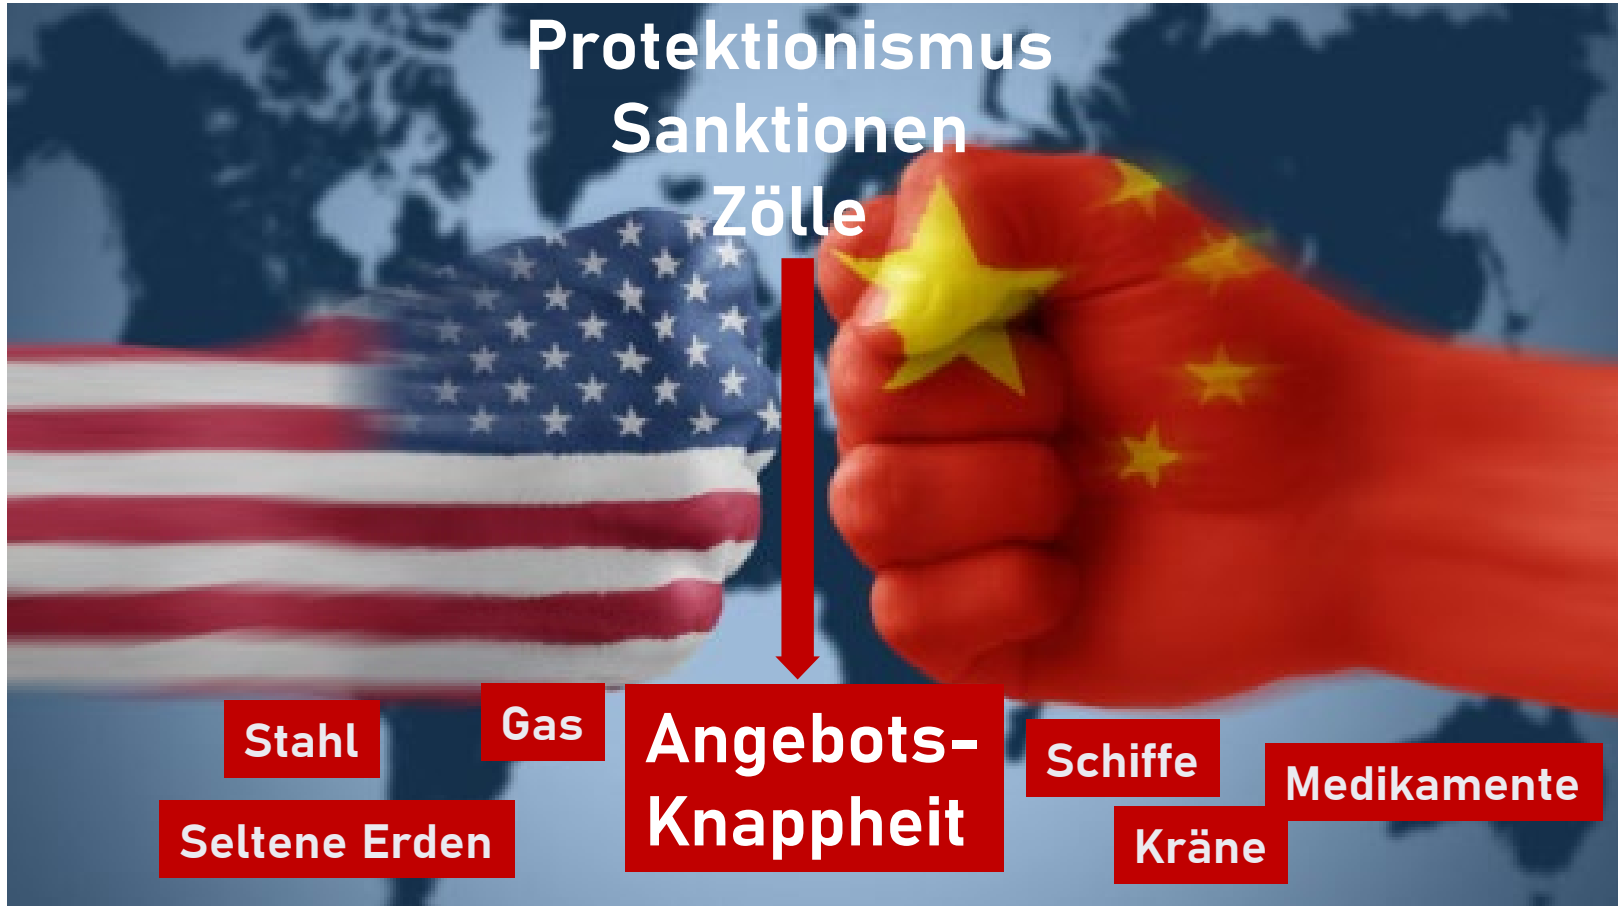 Protektionismus
Sanktionen
Zölle
Stahl
Gas
Seltene Erden
Angebots-
Knappheit
Schiffe
Medikamente
Kräne